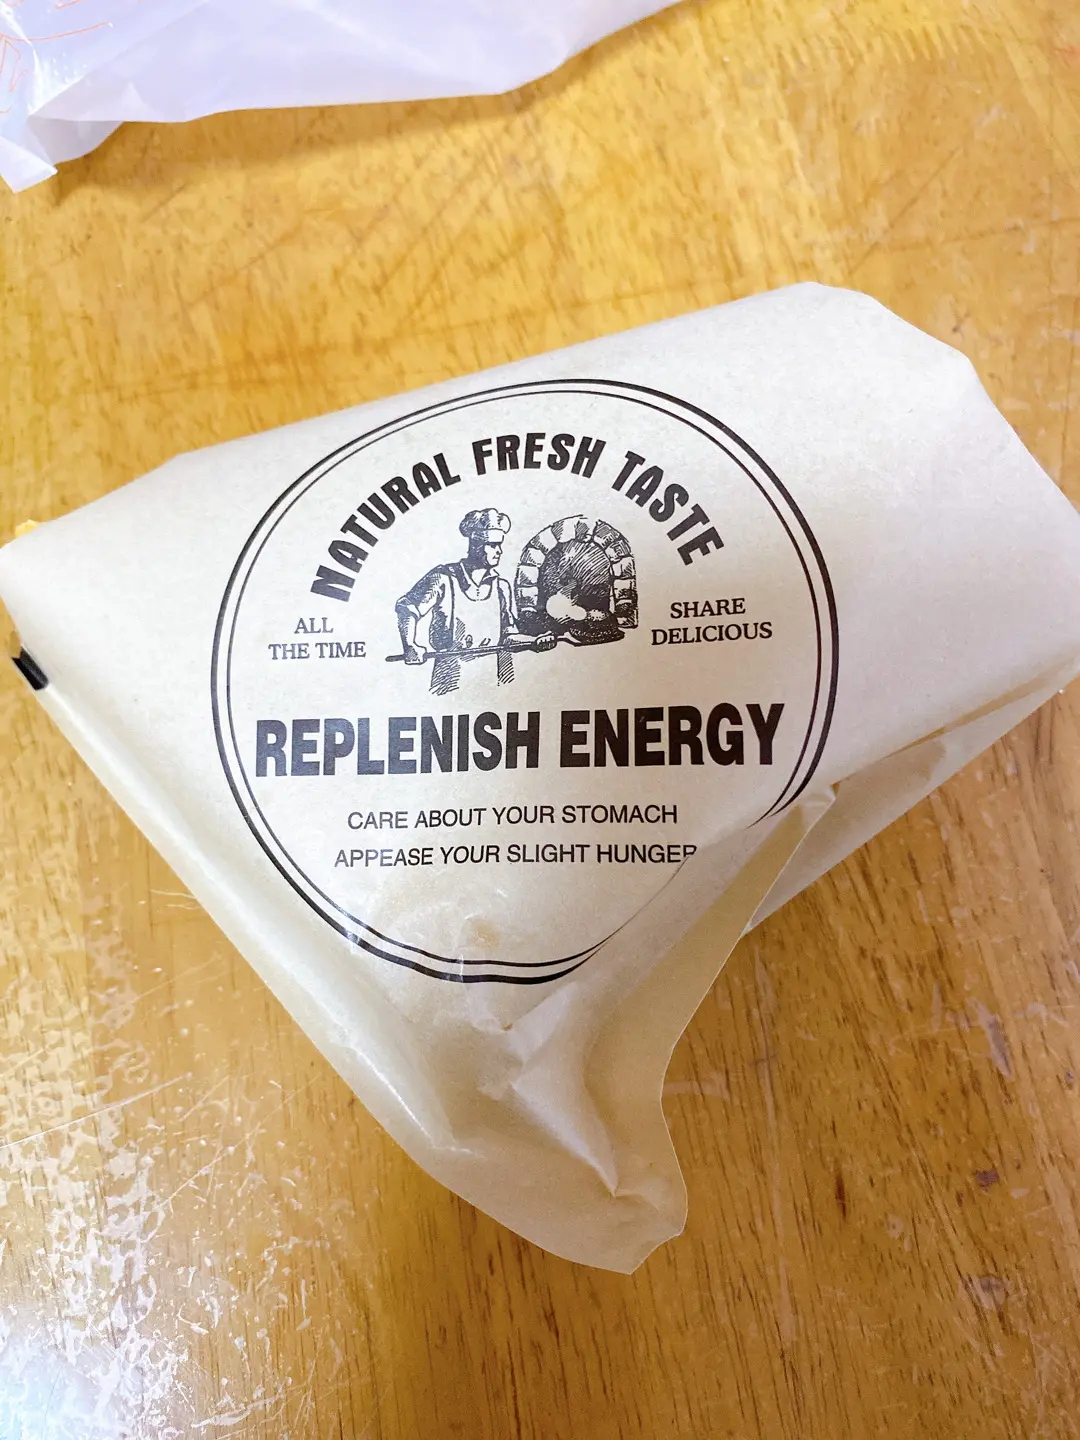 NATURAL FRESH TASTE
ALL
THE TIME
SHARE
DELICIOUS
REPLENISH ENERGY
CARE ABOUT YOUR STOMACH
APPEASE YOUR SLIGHT HUNGER